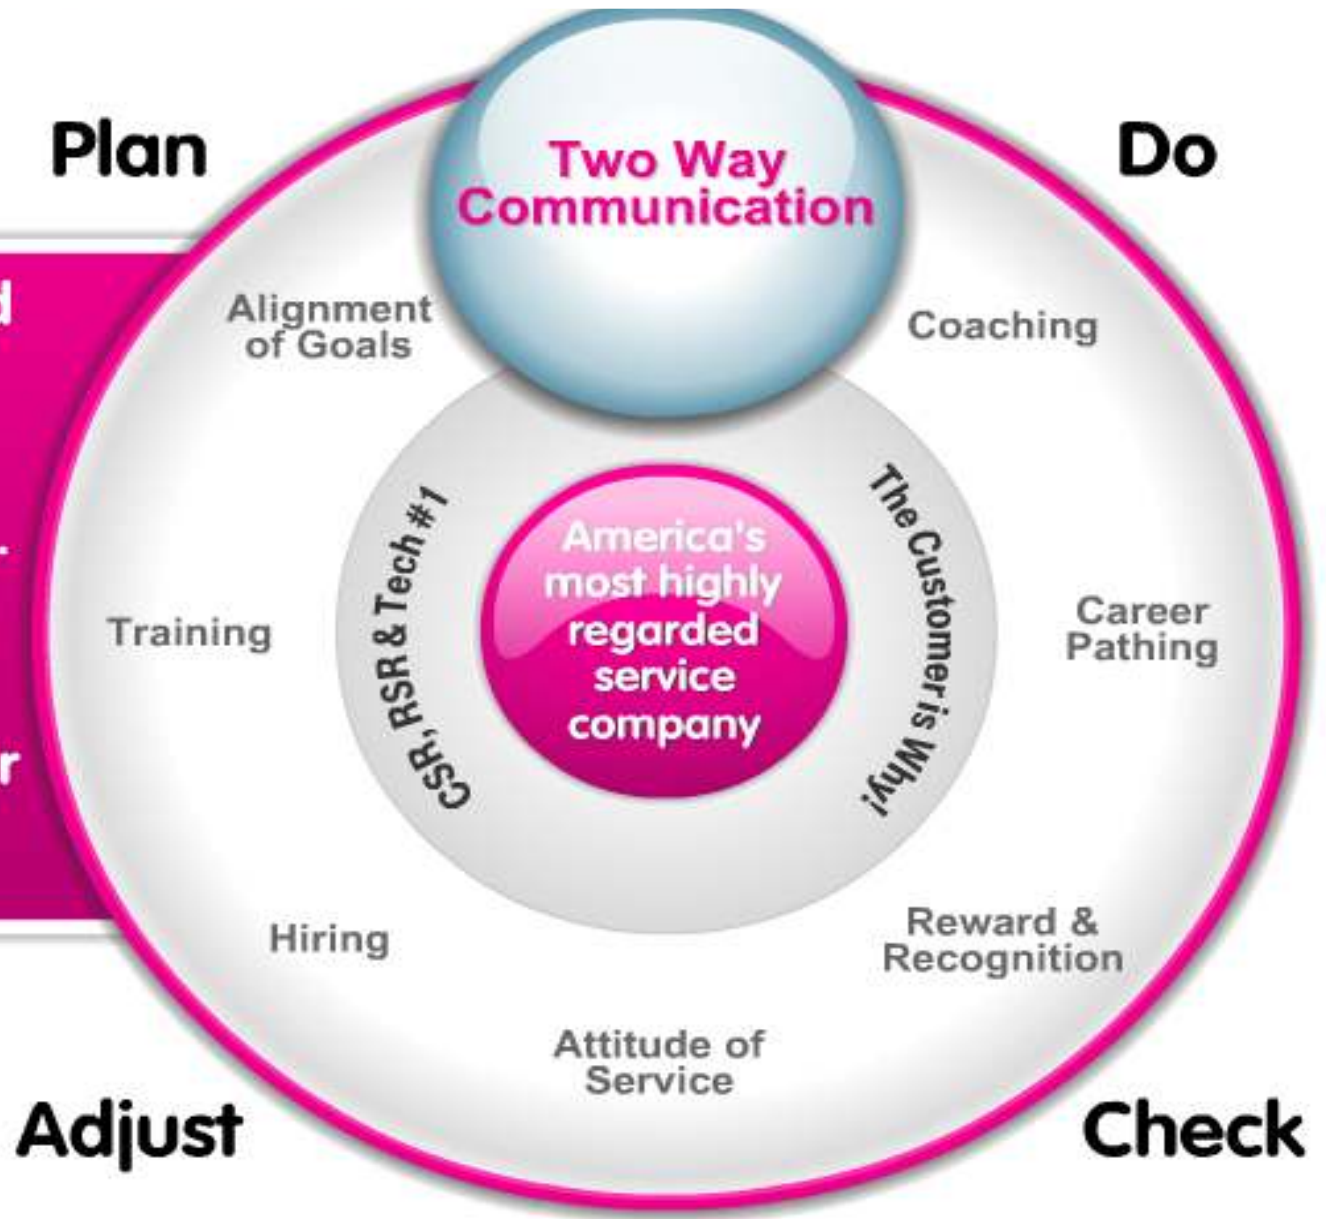 Plan
Do
Two Way
Communication
Alignment
of Goals
Coaching
CSR, RSR & Tech #1
The Customer is Why!
America's
most highly
regarded
service
company
Training
Career
Pathing
Hiring
Reward &
Recognition
Attitude of
Service
Adjust
Check